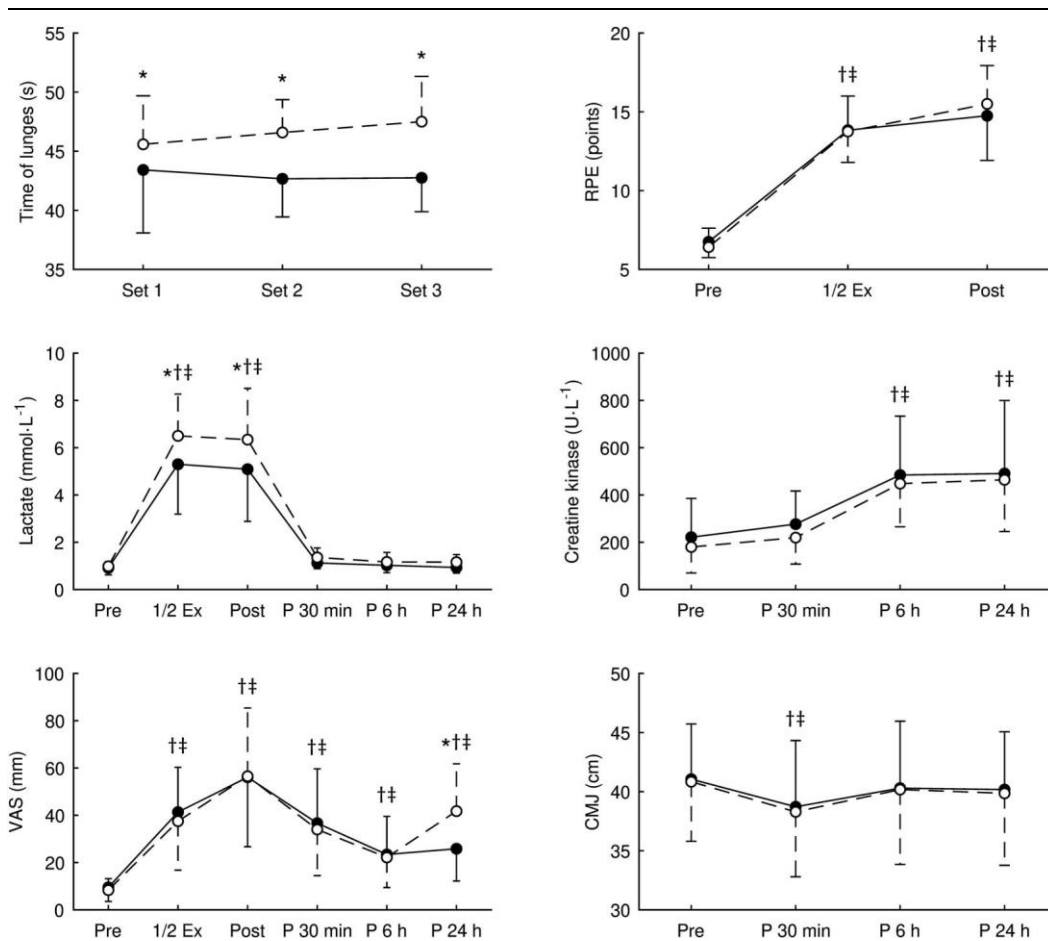 Time of lunges (s)
50
45
40
35
55
* * *
Set 1 Set 2 Set 3
RPE (points)
20
15
10
5
†‡ †‡
Pre 1/2 Ex Post
Lactate (mmol·L⁻¹)
10
8
6
4
2
0
*†‡ *†‡
Pre 1/2 Ex Post P 30 min P 6 h P 24 h
Creatine kinase (U·L⁻¹)
1000
800
600
400
200
0
†‡ †‡
Pre P 30 min P 6 h P 24 h
VAS (mm)
100
80
60
40
20
0
†‡ †‡ †‡ †‡ *†‡
Pre 1/2 Ex Post P 30 min P 6 h P 24 h
CMJ (cm)
50
45
40
35
30
†‡
Pre P 30 min P 6 h P 24 h